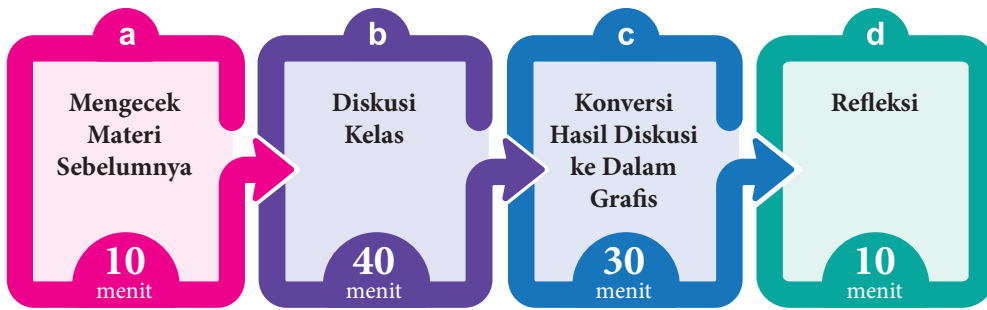 a
Mengecek
Materi
Sebelumnya
10
menit
b
Diskusi
Kelas
40
menit
c
Konversi
Hasil Diskusi
ke Dalam
Grafis
30
menit
d
Refleksi
10
menit